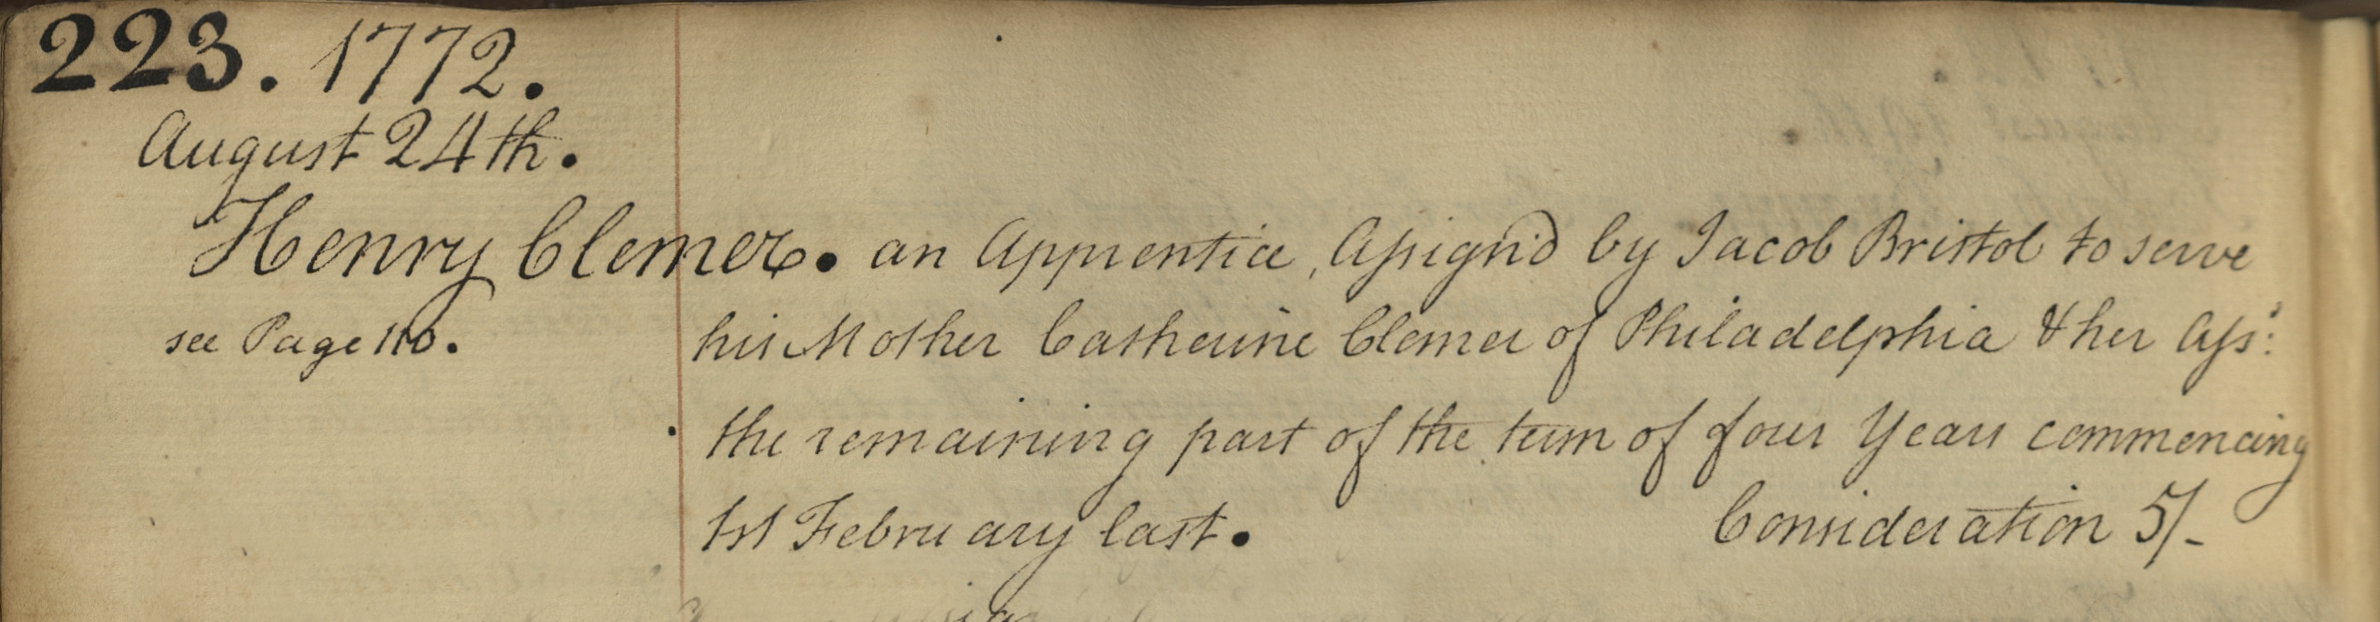 223. 1772.
August 24th.
Henry Clemer. an Apprentice, Assign'd by Jacob Bristol to serve
see Page 110. his Mother Catherine Clemer of Philadelphia & her Ass:s
the remaining part of the term of four Years commencing
1st February last. Consideration 5/-